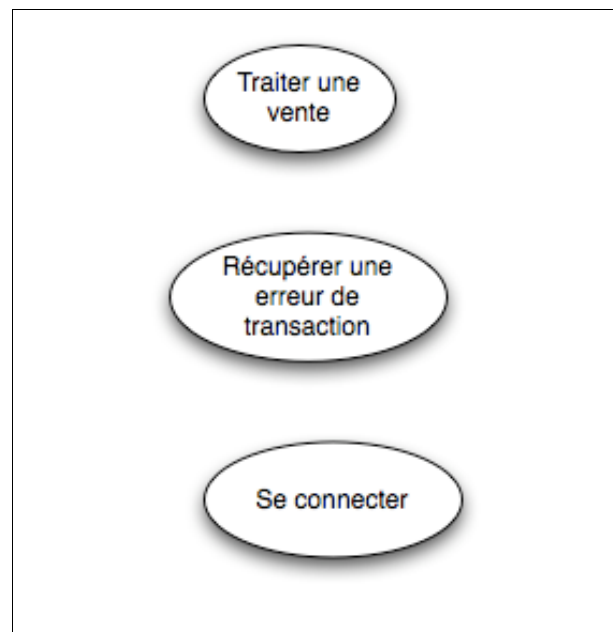 Traiter une
vente
Récupérer une
erreur de
transaction
Se connecter